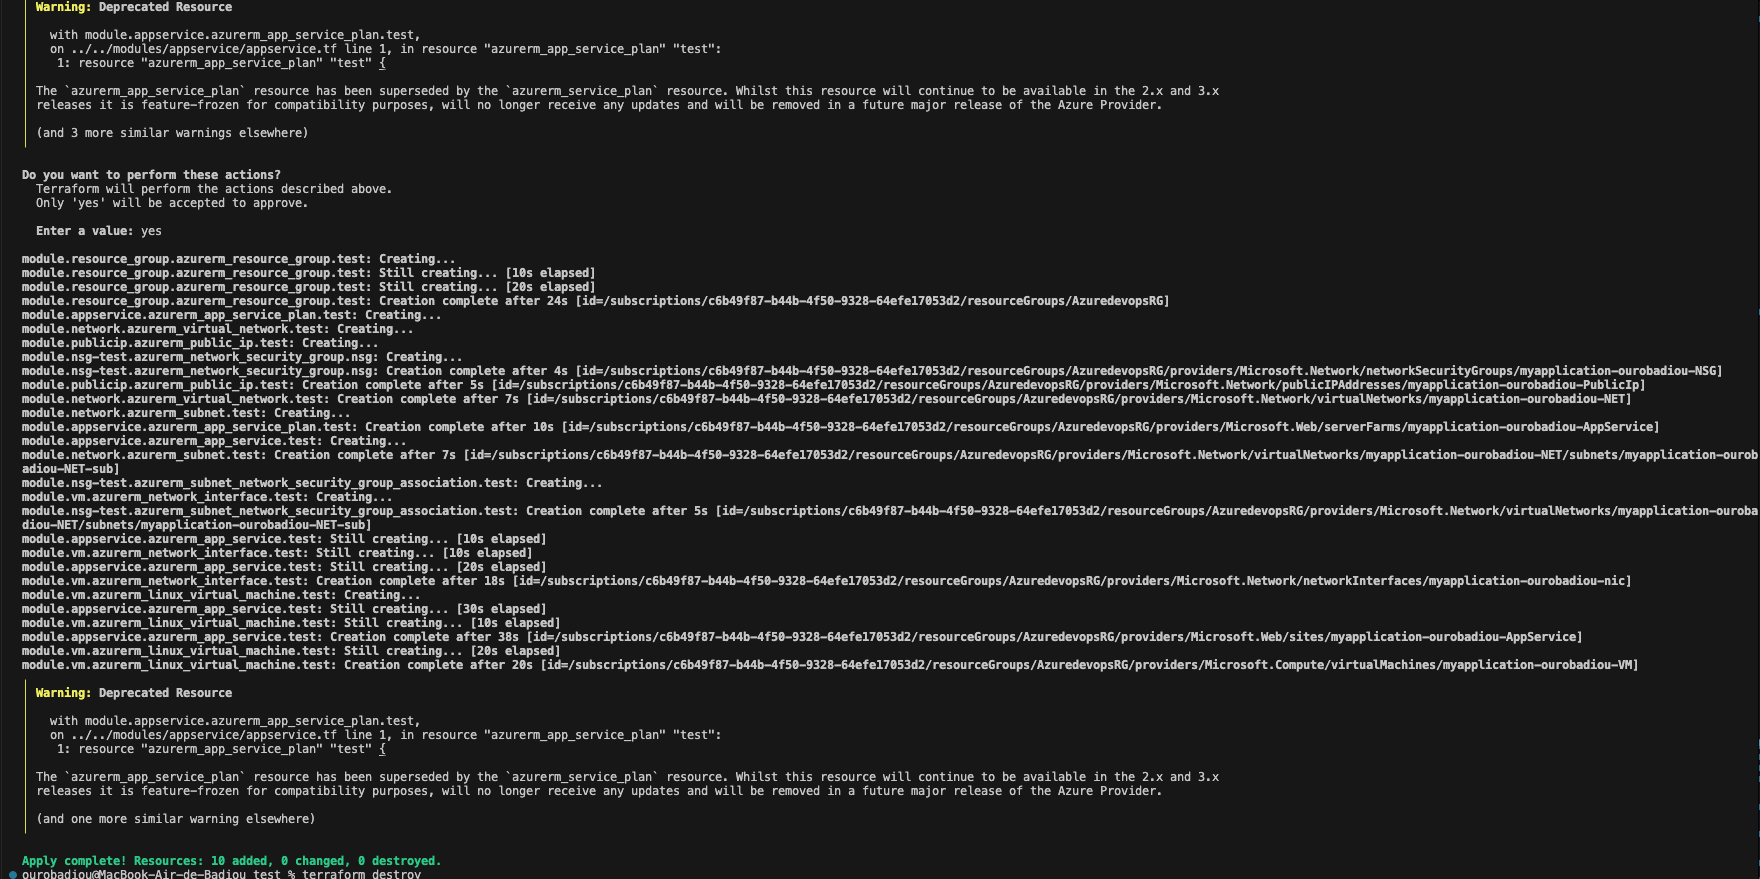 Warning: Deprecated Resource
with module.appservice.azurerm_app_service_plan.test,
on ../../modules/appservice/appservice.tf line 1, in resource "azurerm_app_service_plan" "test":
1: resource "azurerm_app_service_plan" "test" {
The `azurerm_app_service_plan` resource has been superseded by the `azurerm_service_plan` resource. Whilst this resource will continue to be available in the 2.x and 3.x
releases it is feature-frozen for compatibility purposes, will no longer receive any updates and will be removed in a future major release of the Azure Provider.
(and 3 more similar warnings elsewhere)
Do you want to perform these actions?
Terraform will perform the actions described above.
Only 'yes' will be accepted to approve.
Enter a value: yes
module.resource_group.azurerm_resource_group.test: Creating...
module.resource_group.azurerm_resource_group.test: Still creating... [10s elapsed]
module.resource_group.azurerm_resource_group.test: Still creating... [20s elapsed]
module.resource_group.azurerm_resource_group.test: Creation complete after 24s [id=/subscriptions/c6b49f87-b44b-4f50-9328-64efe17053d2/resourceGroups/AzuredevopsRG]
module.appservice.azurerm_app_service_plan.test: Creating...
module.network.azurerm_virtual_network.test: Creating...
module.publicip.azurerm_public_ip.test: Creating...
module.nsg-test.azurerm_network_security_group.nsg: Creating...
module.nsg-test.azurerm_network_security_group.nsg: Creation complete after 4s [id=/subscriptions/c6b49f87-b44b-4f50-9328-64efe17053d2/resourceGroups/AzuredevopsRG/providers/Microsoft.Network/networkSecurityGroups/myapplication-ourobadiou-NSG]
module.publicip.azurerm_public_ip.test: Creation complete after 5s [id=/subscriptions/c6b49f87-b44b-4f50-9328-64efe17053d2/resourceGroups/AzuredevopsRG/providers/Microsoft.Network/publicIPAddresses/myapplication-ourobadiou-PublicIp]
module.network.azurerm_virtual_network.test: Creation complete after 7s [id=/subscriptions/c6b49f87-b44b-4f50-9328-64efe17053d2/resourceGroups/AzuredevopsRG/providers/Microsoft.Network/virtualNetworks/myapplication-ourobadiou-NET]
module.network.azurerm_subnet.test: Creating...
module.appservice.azurerm_app_service_plan.test: Creation complete after 10s [id=/subscriptions/c6b49f87-b44b-4f50-9328-64efe17053d2/resourceGroups/AzuredevopsRG/providers/Microsoft.Web/serverFarms/myapplication-ourobadiou-AppService]
module.appservice.azurerm_app_service.test: Creating...
module.network.azurerm_subnet.test: Creation complete after 7s [id=/subscriptions/c6b49f87-b44b-4f50-9328-64efe17053d2/resourceGroups/AzuredevopsRG/providers/Microsoft.Network/virtualNetworks/myapplication-ourobadiou-NET/subnets/myapplication-ourob
adiou-NET-sub]
module.nsg-test.azurerm_subnet_network_security_group_association.test: Creating...
module.vm.azurerm_network_interface.test: Creating...
module.nsg-test.azurerm_subnet_network_security_group_association.test: Creation complete after 5s [id=/subscriptions/c6b49f87-b44b-4f50-9328-64efe17053d2/resourceGroups/AzuredevopsRG/providers/Microsoft.Network/virtualNetworks/myapplication-ouroba
diou-NET/subnets/myapplication-ourobadiou-NET-sub]
module.appservice.azurerm_app_service.test: Still creating... [10s elapsed]
module.vm.azurerm_network_interface.test: Still creating... [10s elapsed]
module.appservice.azurerm_app_service.test: Still creating... [20s elapsed]
module.vm.azurerm_network_interface.test: Creation complete after 18s [id=/subscriptions/c6b49f87-b44b-4f50-9328-64efe17053d2/resourceGroups/AzuredevopsRG/providers/Microsoft.Network/networkInterfaces/myapplication-ourobadiou-nic]
module.vm.azurerm_linux_virtual_machine.test: Creating...
module.appservice.azurerm_app_service.test: Still creating... [30s elapsed]
module.vm.azurerm_linux_virtual_machine.test: Still creating... [10s elapsed]
module.appservice.azurerm_app_service.test: Creation complete after 38s [id=/subscriptions/c6b49f87-b44b-4f50-9328-64efe17053d2/resourceGroups/AzuredevopsRG/providers/Microsoft.Web/sites/myapplication-ourobadiou-AppService]
module.vm.azurerm_linux_virtual_machine.test: Still creating... [20s elapsed]
module.vm.azurerm_linux_virtual_machine.test: Creation complete after 20s [id=/subscriptions/c6b49f87-b44b-4f50-9328-64efe17053d2/resourceGroups/AzuredevopsRG/providers/Microsoft.Compute/virtualMachines/myapplication-ourobadiou-VM]
Warning: Deprecated Resource
with module.appservice.azurerm_app_service_plan.test,
on ../../modules/appservice/appservice.tf line 1, in resource "azurerm_app_service_plan" "test":
1: resource "azurerm_app_service_plan" "test" {
The `azurerm_app_service_plan` resource has been superseded by the `azurerm_service_plan` resource. Whilst this resource will continue to be available in the 2.x and 3.x
releases it is feature-frozen for compatibility purposes, will no longer receive any updates and will be removed in a future major release of the Azure Provider.
(and one more similar warning elsewhere)
Apply complete! Resources: 10 added, 0 changed, 0 destroyed.
ourobadiou@MacBook-Air-de-Badiou test % terraform destroy